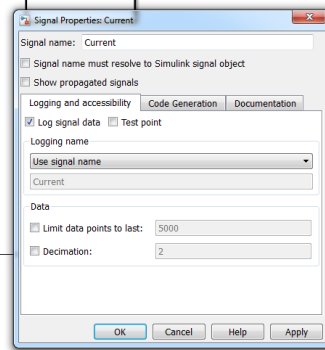 Signal Properties: Current
Signal name: Current
Signal name must resolve to Simulink signal object
Show propagated signals
Logging and accessibility Code Generation Documentation
Log signal data Test point
Logging name
Use signal name
Current
Data
Limit data points to last: 5000
Decimation: 2
OK Cancel Help Apply